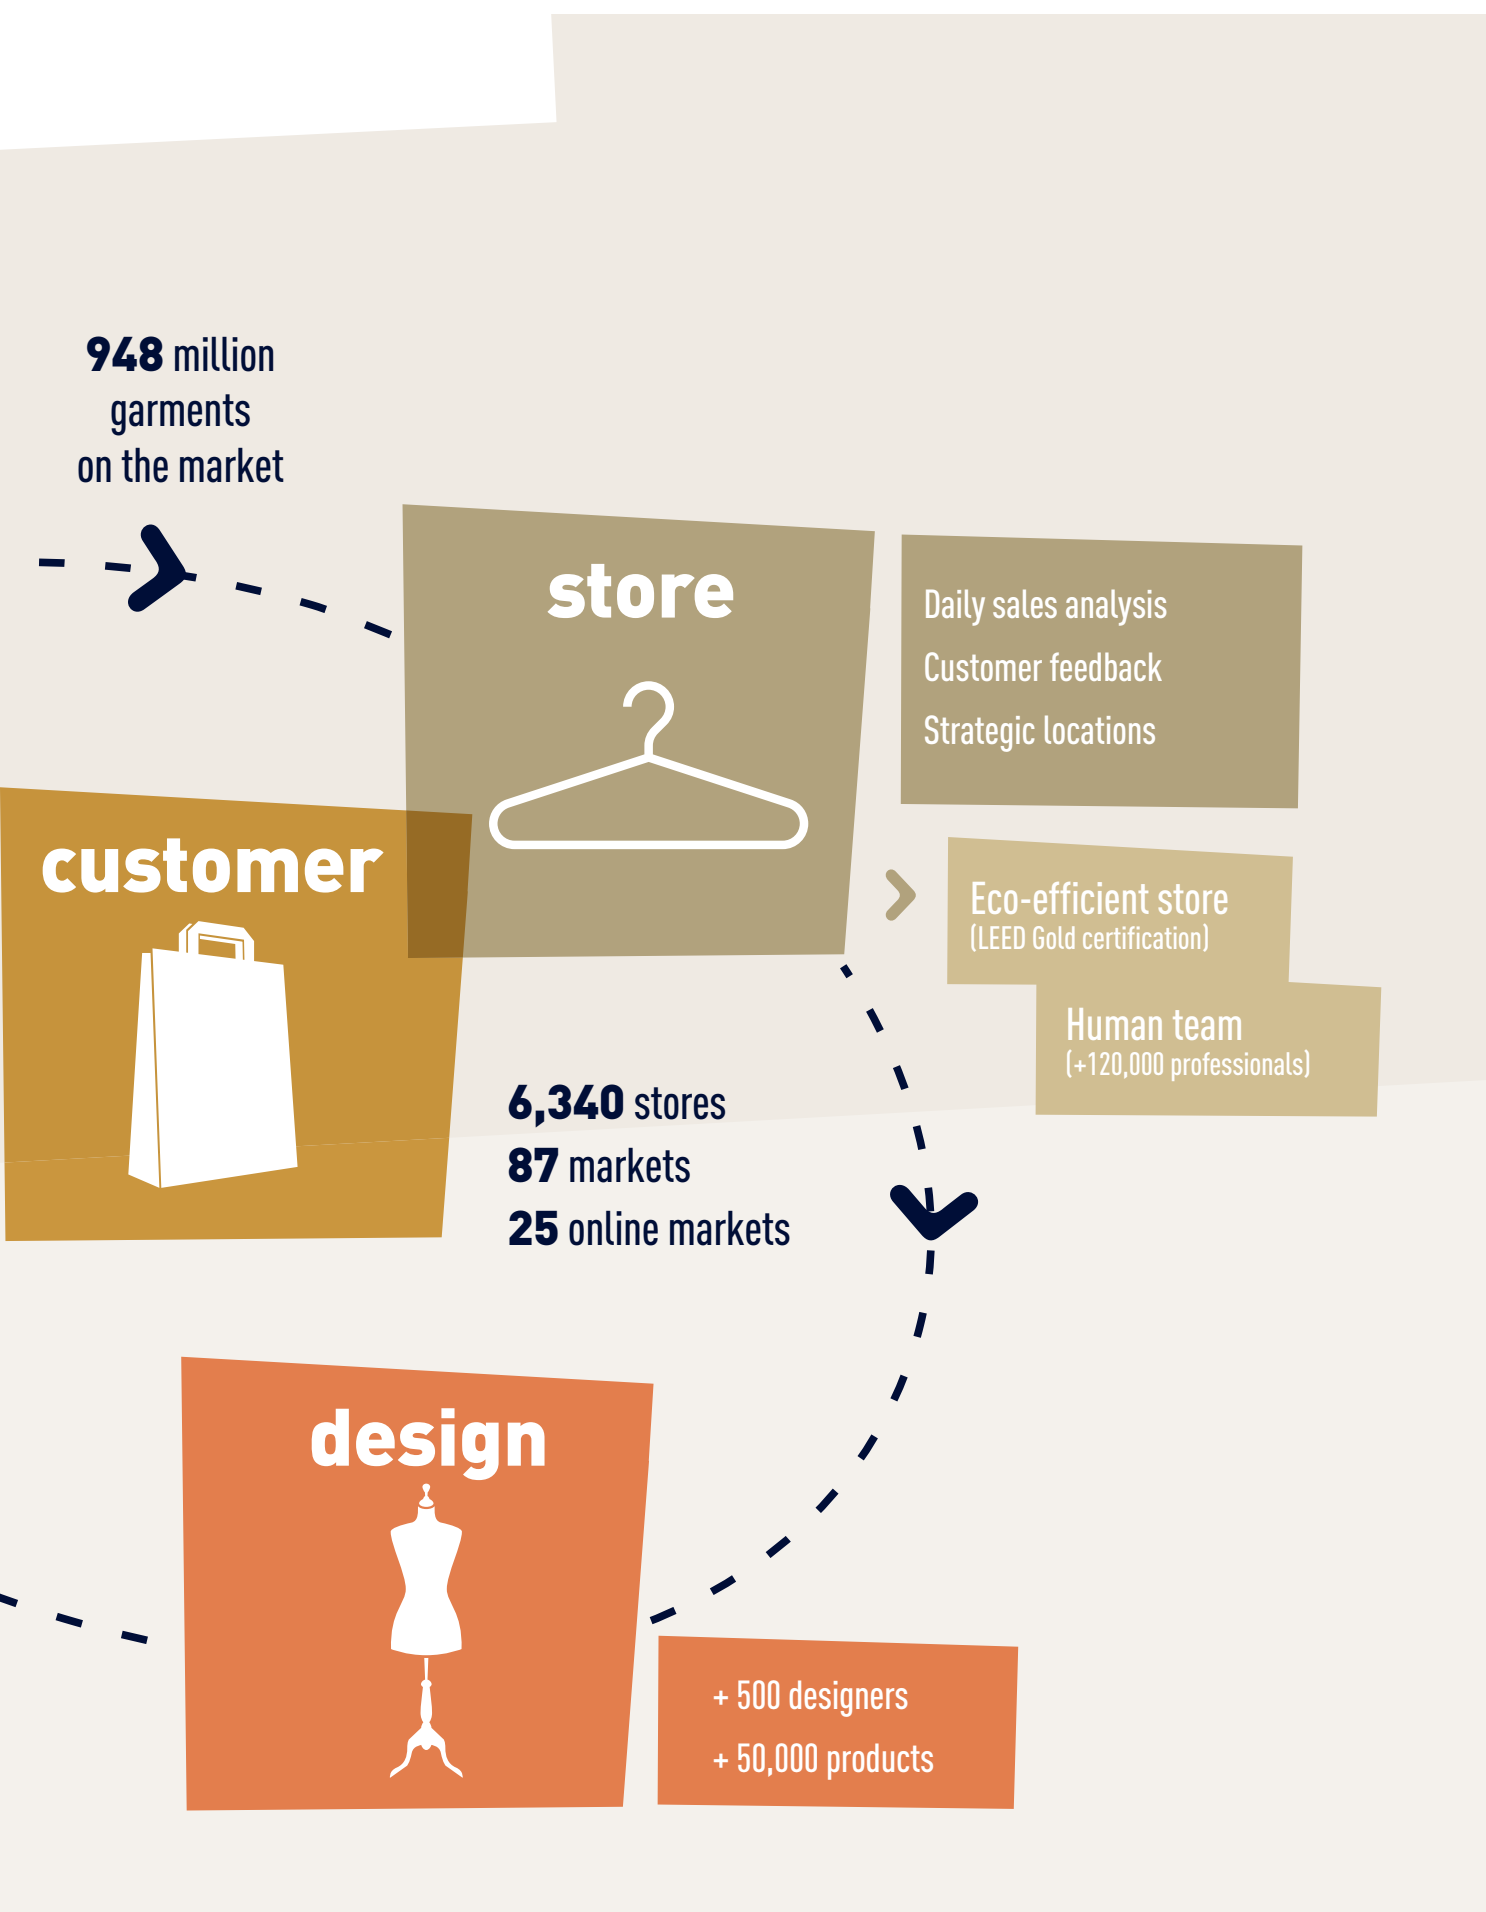 948 million
garments
on the market
store
Daily sales analysis
Customer feedback
Strategic locations
customer
Eco-efficient store
(LEED Gold certification)
Human team
(+120,000 professionals)
6,340 stores
87 markets
25 online markets
design
+ 500 designers
+ 50,000 products